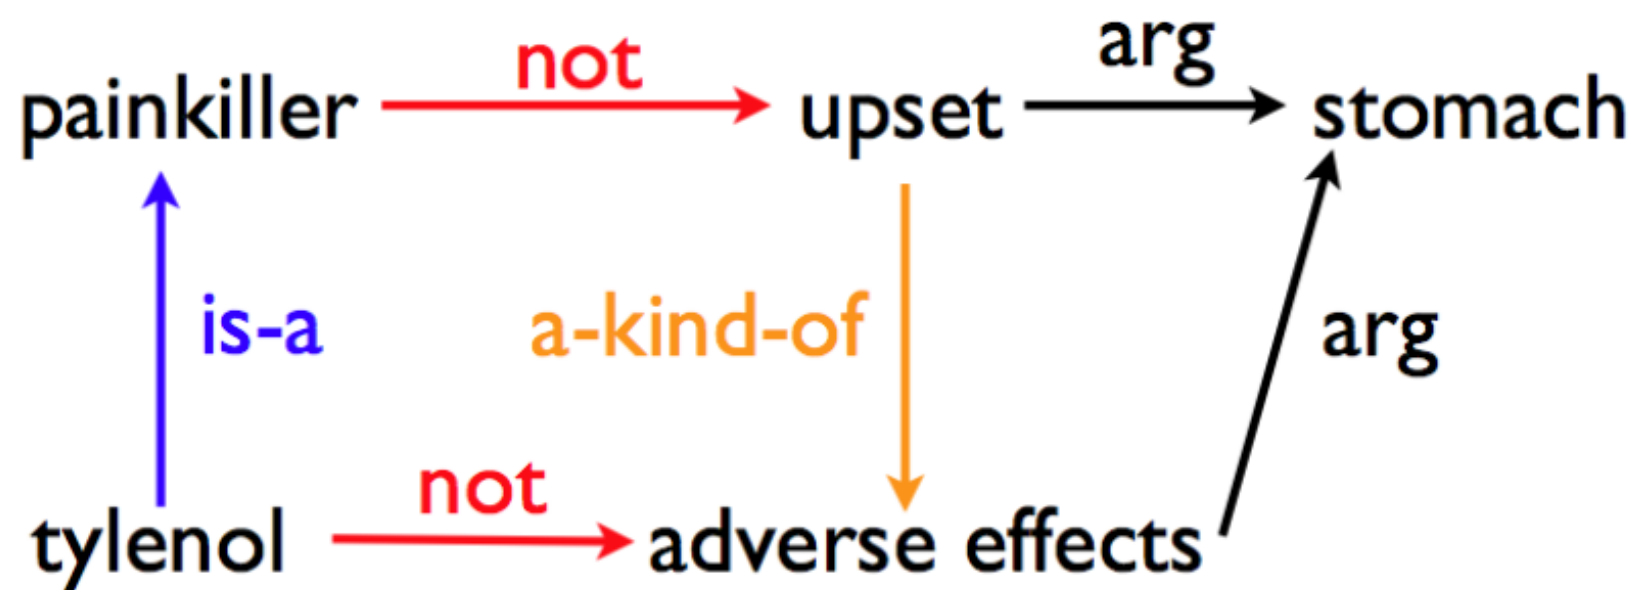 not
arg
painkiller
upset
stomach
is-a
a-kind-of
arg
not
tylenol
adverse effects